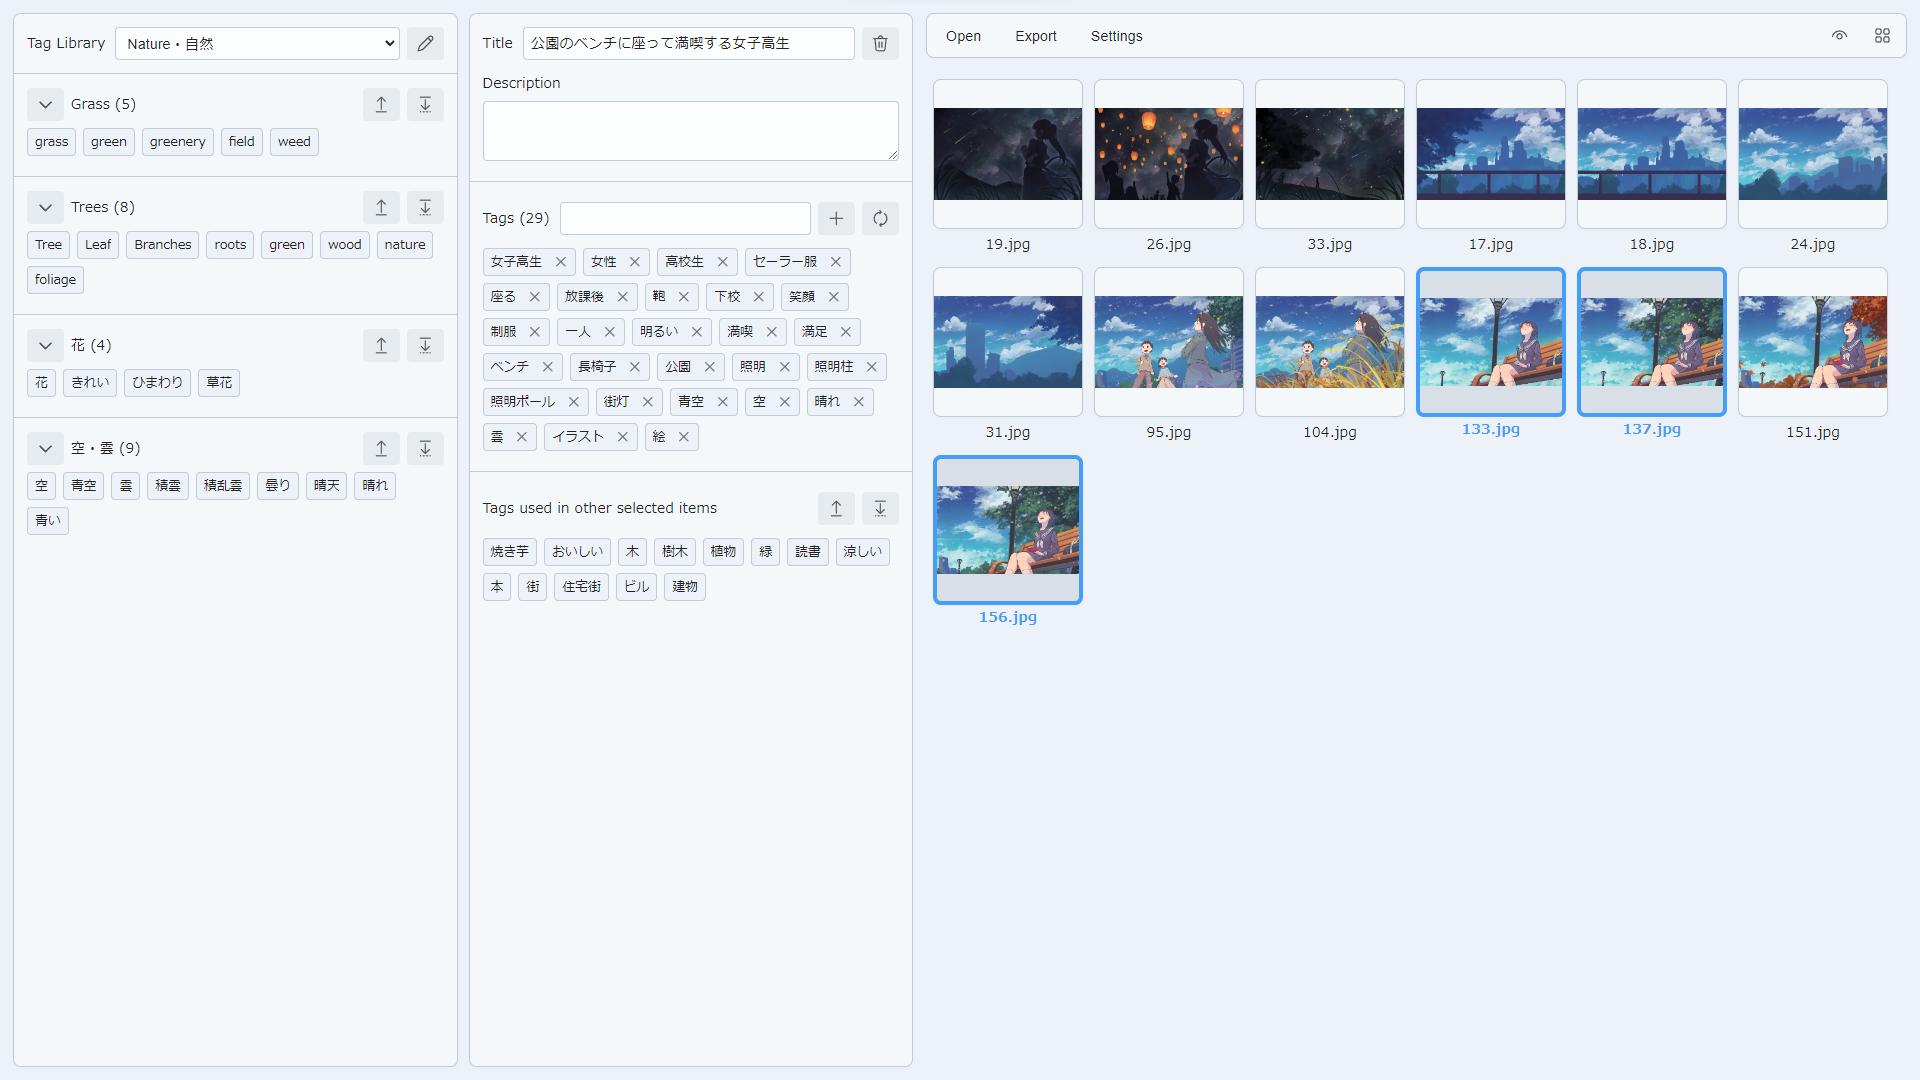 Tag Library Nature・自然
Grass (5)
grass green greenery field weed
Trees (8)
Tree Leaf Branches roots green wood nature
foliage
花 (4)
花 きれい ひまわり 草花
空・雲 (9)
空 青空 雲 積雲 積乱雲 曇り 晴天 晴れ
青い
Title 公園のベンチに座って満喫する女子高生
Description
Tags (29)
女子高生 女性 高校生 セーラー服
座る 放課後 鞄 下校 笑顔
制服 一人 明るい 満喫 満足
ベンチ 長椅子 公園 照明 照明柱
照明ポール 街灯 青空 空 晴れ
雲 イラスト 絵
Tags used in other selected items
焼き芋 おいしい 木 樹木 植物 緑 読書 涼しい
本 街 住宅街 ビル 建物
Open Export Settings
19.jpg 26.jpg 33.jpg 17.jpg 18.jpg 24.jpg
31.jpg 95.jpg 104.jpg 133.jpg 137.jpg 151.jpg
156.jpg